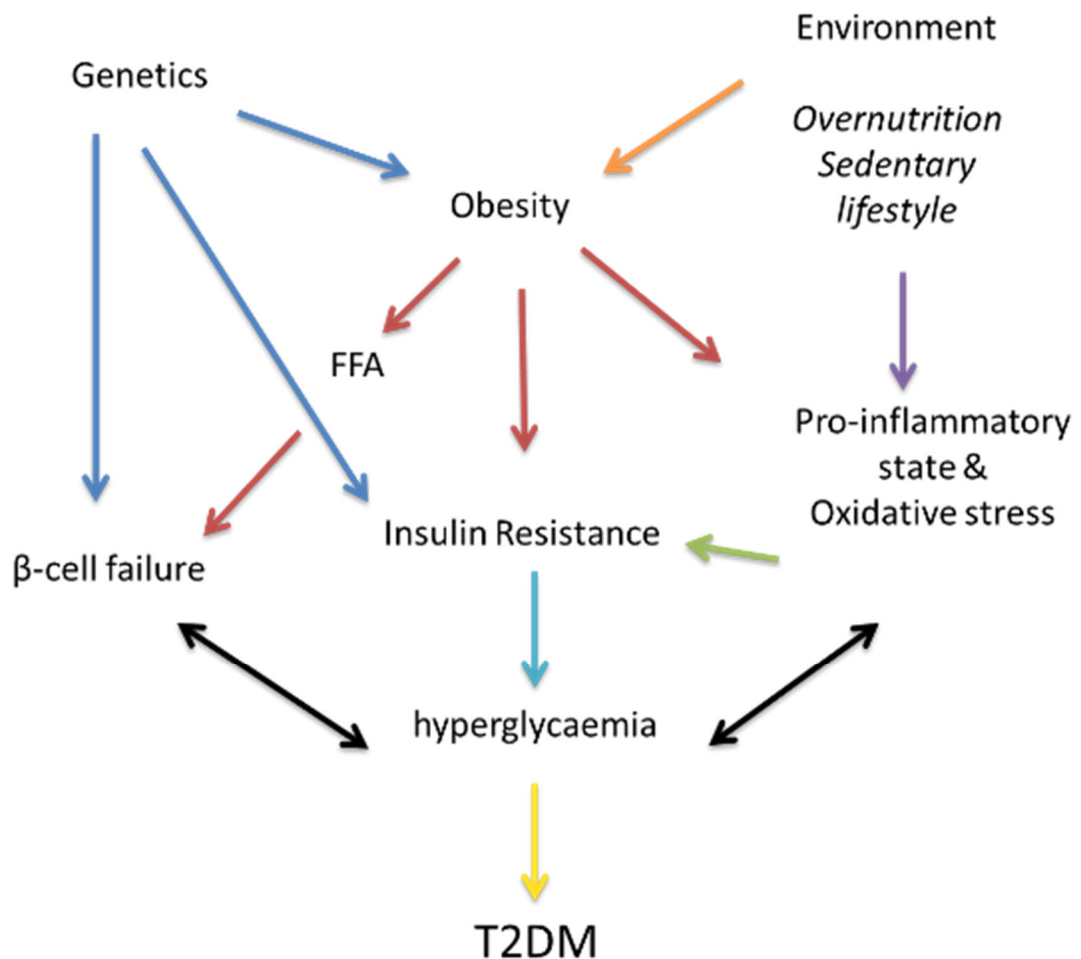 Environment
Genetics
Overnutrition
Sedentary
lifestyle
Obesity
FFA
Pro-inflammatory
state &
Oxidative stress
Insulin Resistance
β-cell failure
hyperglycaemia
T2DM